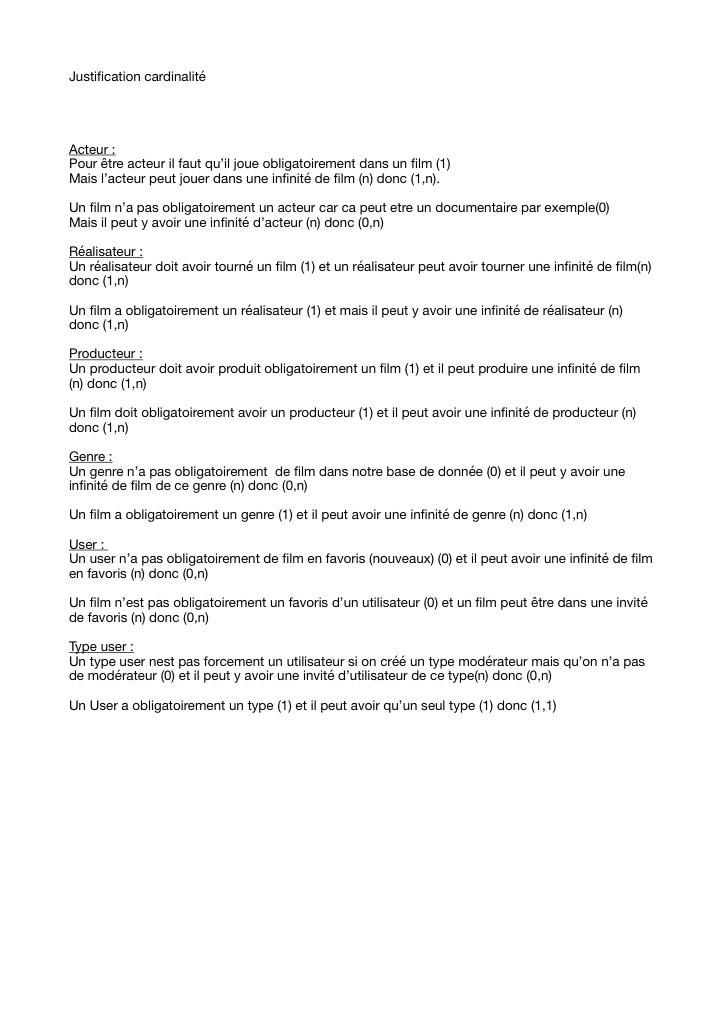 Justification cardinalité
Acteur :
Pour être acteur il faut qu'il joue obligatoirement dans un film (1)
Mais l'acteur peut jouer dans une infinité de film (n) donc (1,n).
Un film n'a pas obligatoirement un acteur car ca peut etre un documentaire par exemple(0)
Mais il peut y avoir une infinité d'acteur (n) donc (0,n)
Réalisateur :
Un réalisateur doit avoir tourné un film (1) et un réalisateur peut avoir tourner une infinité de film(n)
donc (1,n)
Un film a obligatoirement un réalisateur (1) et mais il peut y avoir une infinité de réalisateur (n)
donc (1,n)
Producteur :
Un producteur doit avoir produit obligatoirement un film (1) et il peut produire une infinité de film
(n) donc (1,n)
Un film doit obligatoirement avoir un producteur (1) et il peut avoir une infinité de producteur (n)
donc (1,n)
Genre :
Un genre n'a pas obligatoirement  de film dans notre base de donnée (0) et il peut y avoir une
infinité de film de ce genre (n) donc (0,n)
Un film a obligatoirement un genre (1) et il peut avoir une infinité de genre (n) donc (1,n)
User :
Un user n'a pas obligatoirement de film en favoris (nouveaux) (0) et il peut avoir une infinité de film
en favoris (n) donc (0,n)
Un film n'est pas obligatoirement un favoris d'un utilisateur (0) et un film peut être dans une invité
de favoris (n) donc (0,n)
Type user :
Un type user nest pas forcement un utilisateur si on créé un type modérateur mais qu'on n'a pas
de modérateur (0) et il peut y avoir une invité d'utilisateur de ce type(n) donc (0,n)
Un User a obligatoirement un type (1) et il peut avoir qu'un seul type (1) donc (1,1)